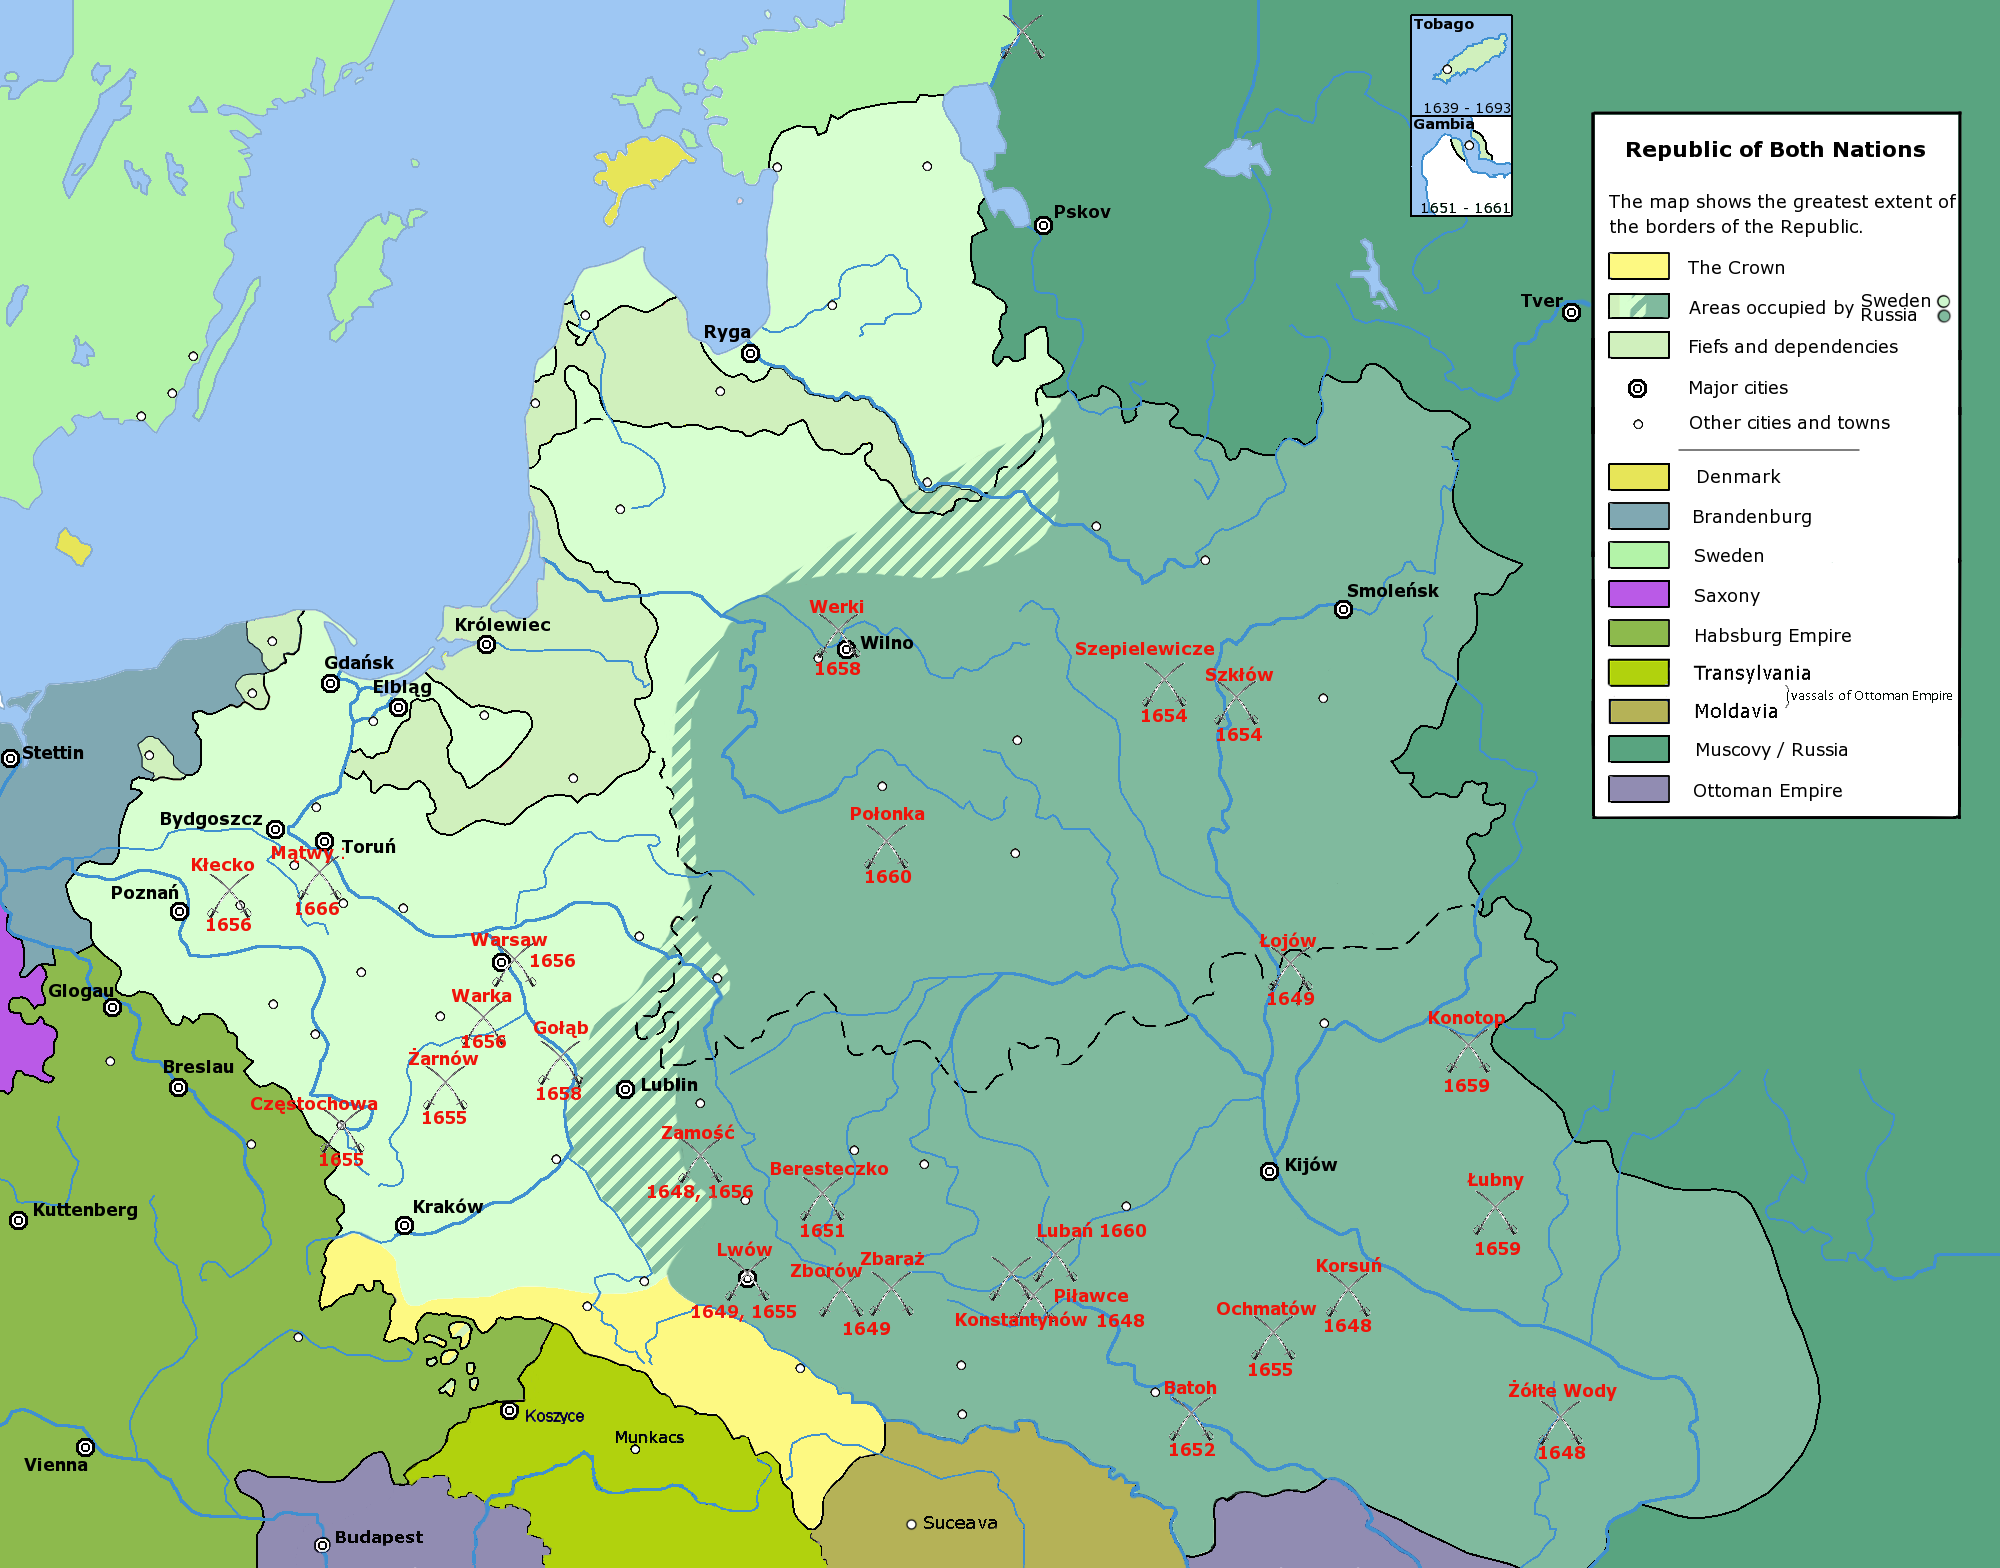 Tobago
1639 - 1693
Gambia
1651 - 1661
Republic of Both Nations
The map shows the greatest extent of
the borders of the Republic.
The Crown
Areas occupied by Sweden
Russia
Fiefs and dependencies
Major cities
Other cities and towns
Denmark
Brandenburg
Sweden
Saxony
Habsburg Empire
Transylvania
}vassals of Ottoman Empire
Moldavia
Muscovy / Russia
Ottoman Empire
Pskov
Tver
Ryga
Smoleńsk
Werki
Wilno
1658
Królewiec
Szepielewicze
1654
Szkłów
1654
Gdańsk
Elbląg
Stettin
Bydgoszcz
Toruń
Połonka
1660
Mątwy
1666
Kłecko
1656
Poznań
Warsaw
1656
Łojów
1649
Glogau
Warka
1656
Gołąb
1658
Konotop
1659
Żarnów
1655
Breslau
Lublin
Częstochowa
1655
Zamość
1648, 1656
Beresteczko
1651
Kijów
Łubny
1659
Kuttenberg
Kraków
Lubań 1660
Lwów
1649, 1655
Zborów
Zbaraż
1649
Piławce
Konstantynów 1648
Korsuń
1648
Ochmatów
1655
Batoh
1652
Żółte Wody
1648
Koszyce
Munkacs
Vienna
Suceava
Budapest